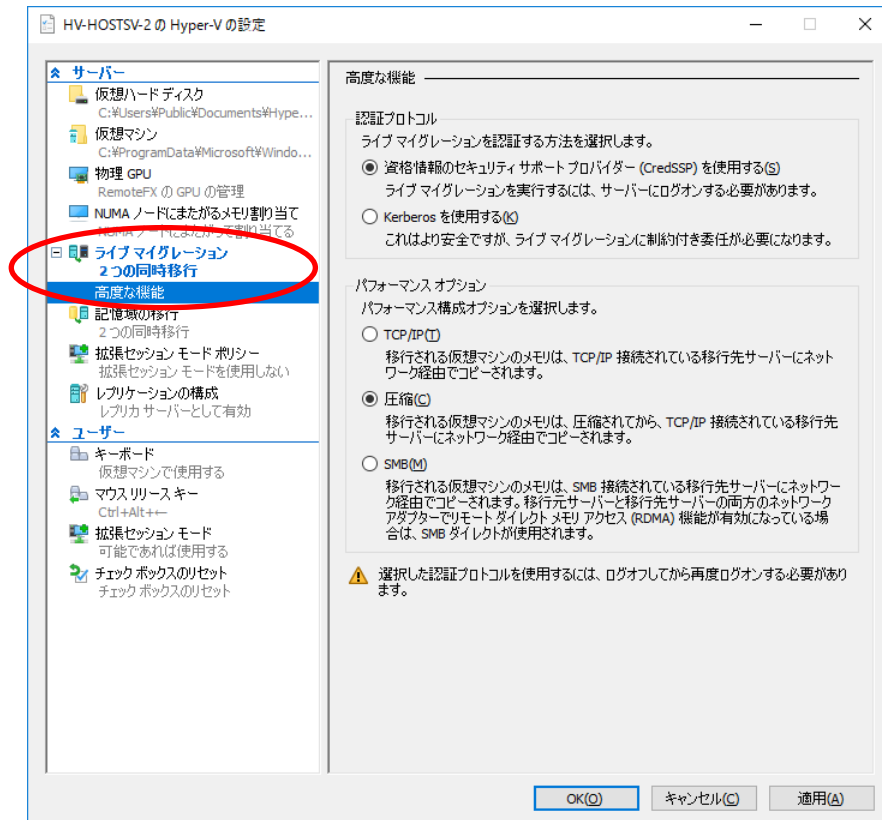 HV-HOSTSV-2 の Hyper-V の設定
サーバー
仮想ハード ディスク
C:¥Users¥Public¥Documents¥Hype...
仮想マシン
C:¥ProgramData¥Microsoft¥Windo...
物理 GPU
RemoteFX の GPU の管理
NUMA ノードにまたがるメモリ割り当て
NUMA ノードにまたがって割り当てる
ライブ マイグレーション
2 つの同時移行
高度な機能
記憶域の移行
2 つの同時移行
拡張セッション モード ポリシー
拡張セッション モードを使用しない
レプリケーションの構成
レプリカ サーバーとして有効
ユーザー
キーボード
仮想マシンで使用する
マウス リリース キー
Ctrl+Alt+←
拡張セッション モード
可能であれば使用する
チェック ボックスのリセット
チェック ボックスのリセット
高度な機能
認証プロトコル
ライブ マイグレーションを認証する方法を選択します。
資格情報のセキュリティ サポート プロバイダー (CredSSP) を使用する(S)
ライブ マイグレーションを実行するには、サーバーにログオンする必要があります。
Kerberos を使用する(K)
これはより安全ですが、ライブ マイグレーションに制約付き委任が必要になります。
パフォーマンス オプション
パフォーマンス構成オプションを選択します。
TCP/IP(T)
移行される仮想マシンのメモリは、TCP/IP 接続されている移行先サーバーにネット
ワーク経由でコピーされます。
圧縮(C)
移行される仮想マシンのメモリは、圧縮されてから、TCP/IP 接続されている移行先
サーバーにネットワーク経由でコピーされます。
SMB(M)
移行される仮想マシンのメモリは、SMB 接続されている移行先サーバーにネットワー
ク経由でコピーされます。移行元サーバーと移行先サーバーの両方のネットワーク
アダプターでリモート ダイレクト メモリ アクセス (RDMA) 機能が有効になっている場
合は、SMB ダイレクトが使用されます。
選択した認証プロトコルを使用するには、ログオフしてから再度ログオンする必要があり
ます。
OK(O)
キャンセル(C)
適用(A)